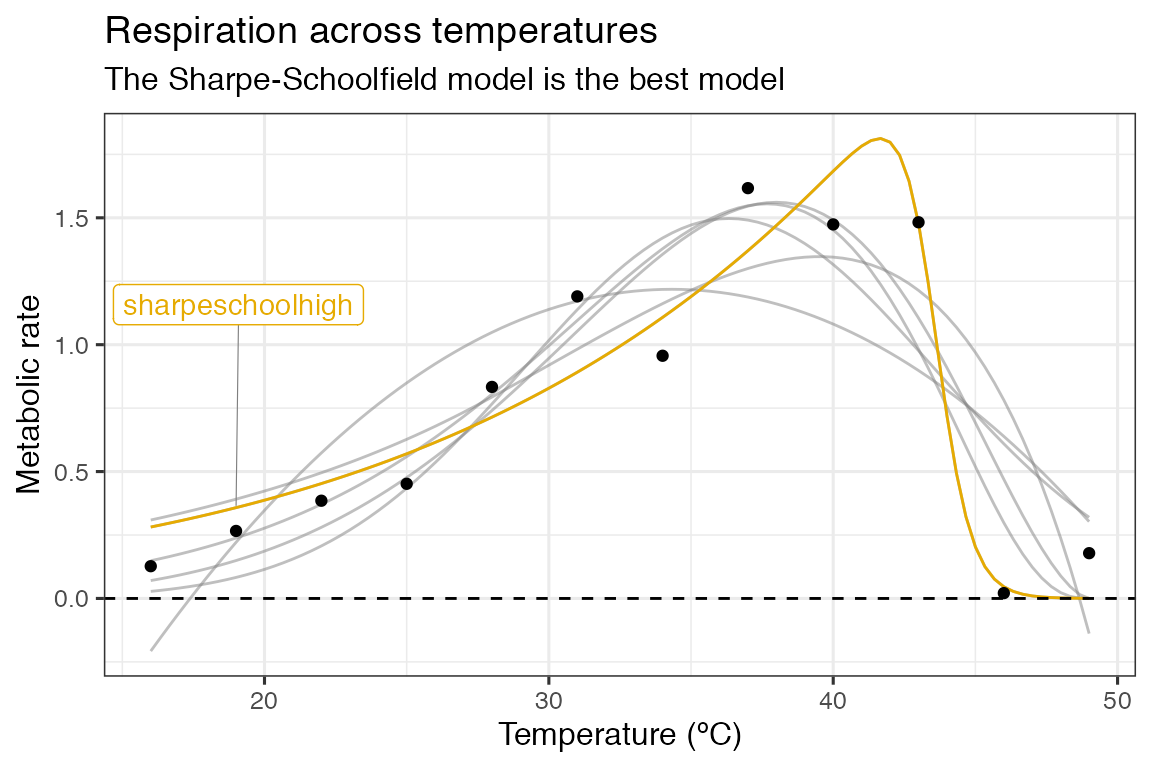 Respiration across temperatures
The Sharpe-Schoolfield model is the best model
Metabolic rate
1.5
1.0
0.5
0.0
sharpeschoolhigh
20
30
40
50
Temperature (ºC)